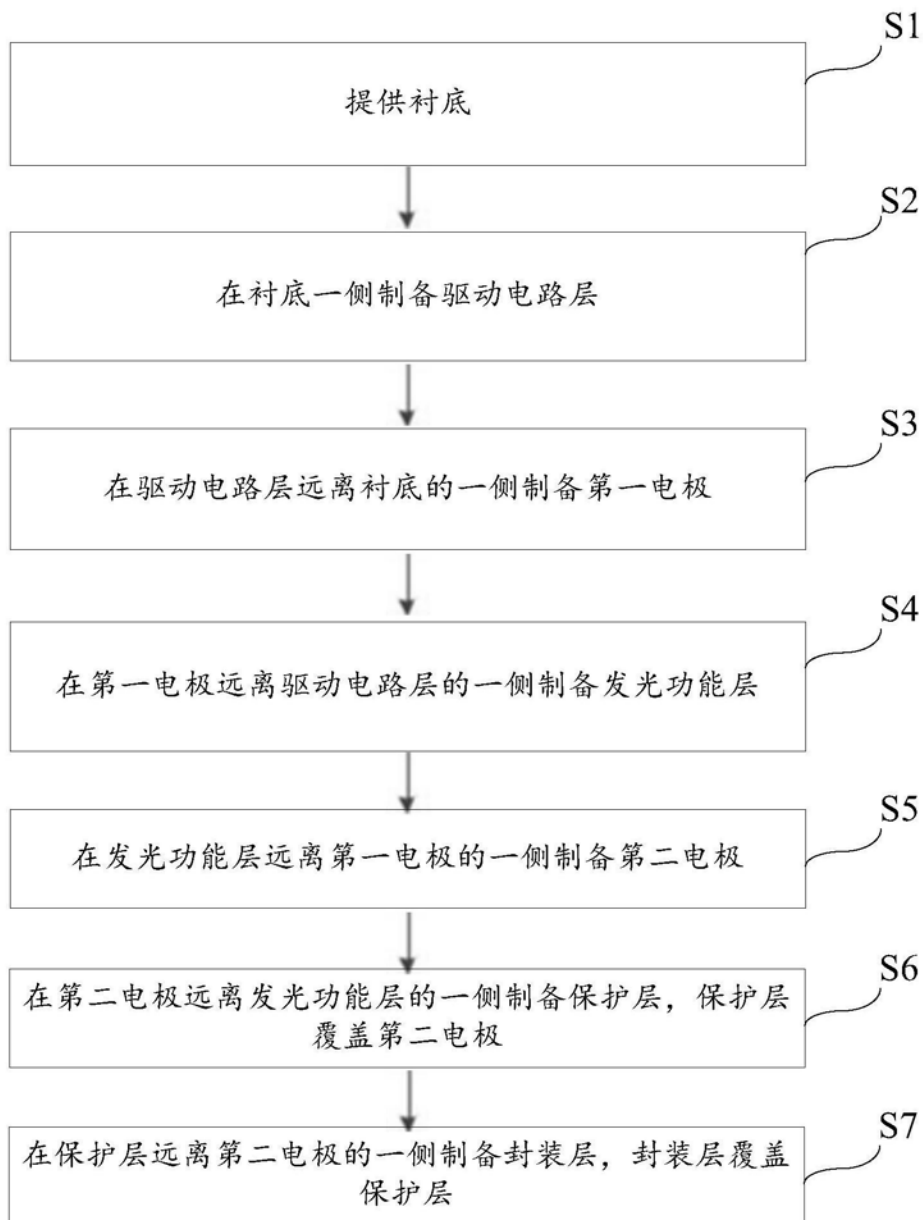 S1
提供衬底
S2
在衬底一侧制备驱动电路层
S3
在驱动电路层远离衬底的一侧制备第一电极
S4
在第一电极远离驱动电路层的一侧制备发光功能层
S5
在发光功能层远离第一电极的一侧制备第二电极
S6
在第二电极远离发光功能层的一侧制备保护层，保护层
覆盖第二电极
S7
在保护层远离第二电极的一侧制备封装层，封装层覆盖
保护层